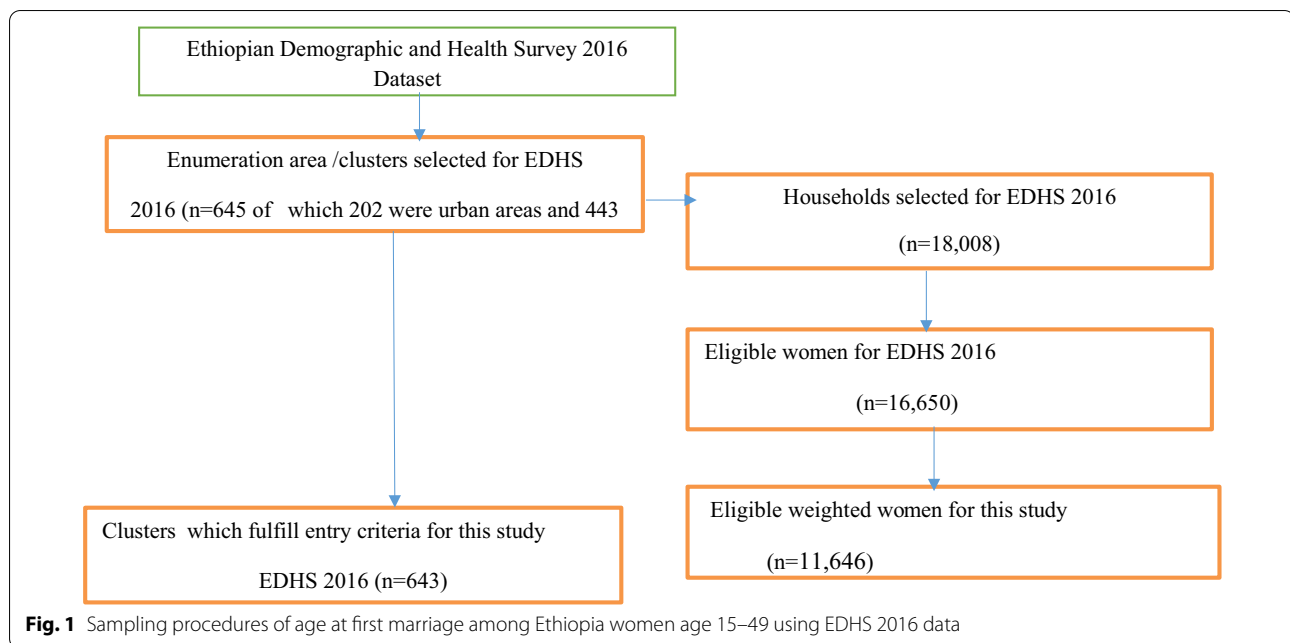 Ethiopian Demographic and Health Survey 2016
Dataset
Enumeration area /clusters selected for EDHS
2016 (n=645 of which 202 were urban areas and 443
Households selected for EDHS 2016
(n=18,008)
Eligible women for EDHS 2016
(n=16,650)
Clusters which fulfill entry criteria for this study
EDHS 2016 (n=643)
Eligible weighted women for this study
(n=11,646)
Fig. 1 Sampling procedures of age at first marriage among Ethiopia women age 15–49 using EDHS 2016 data